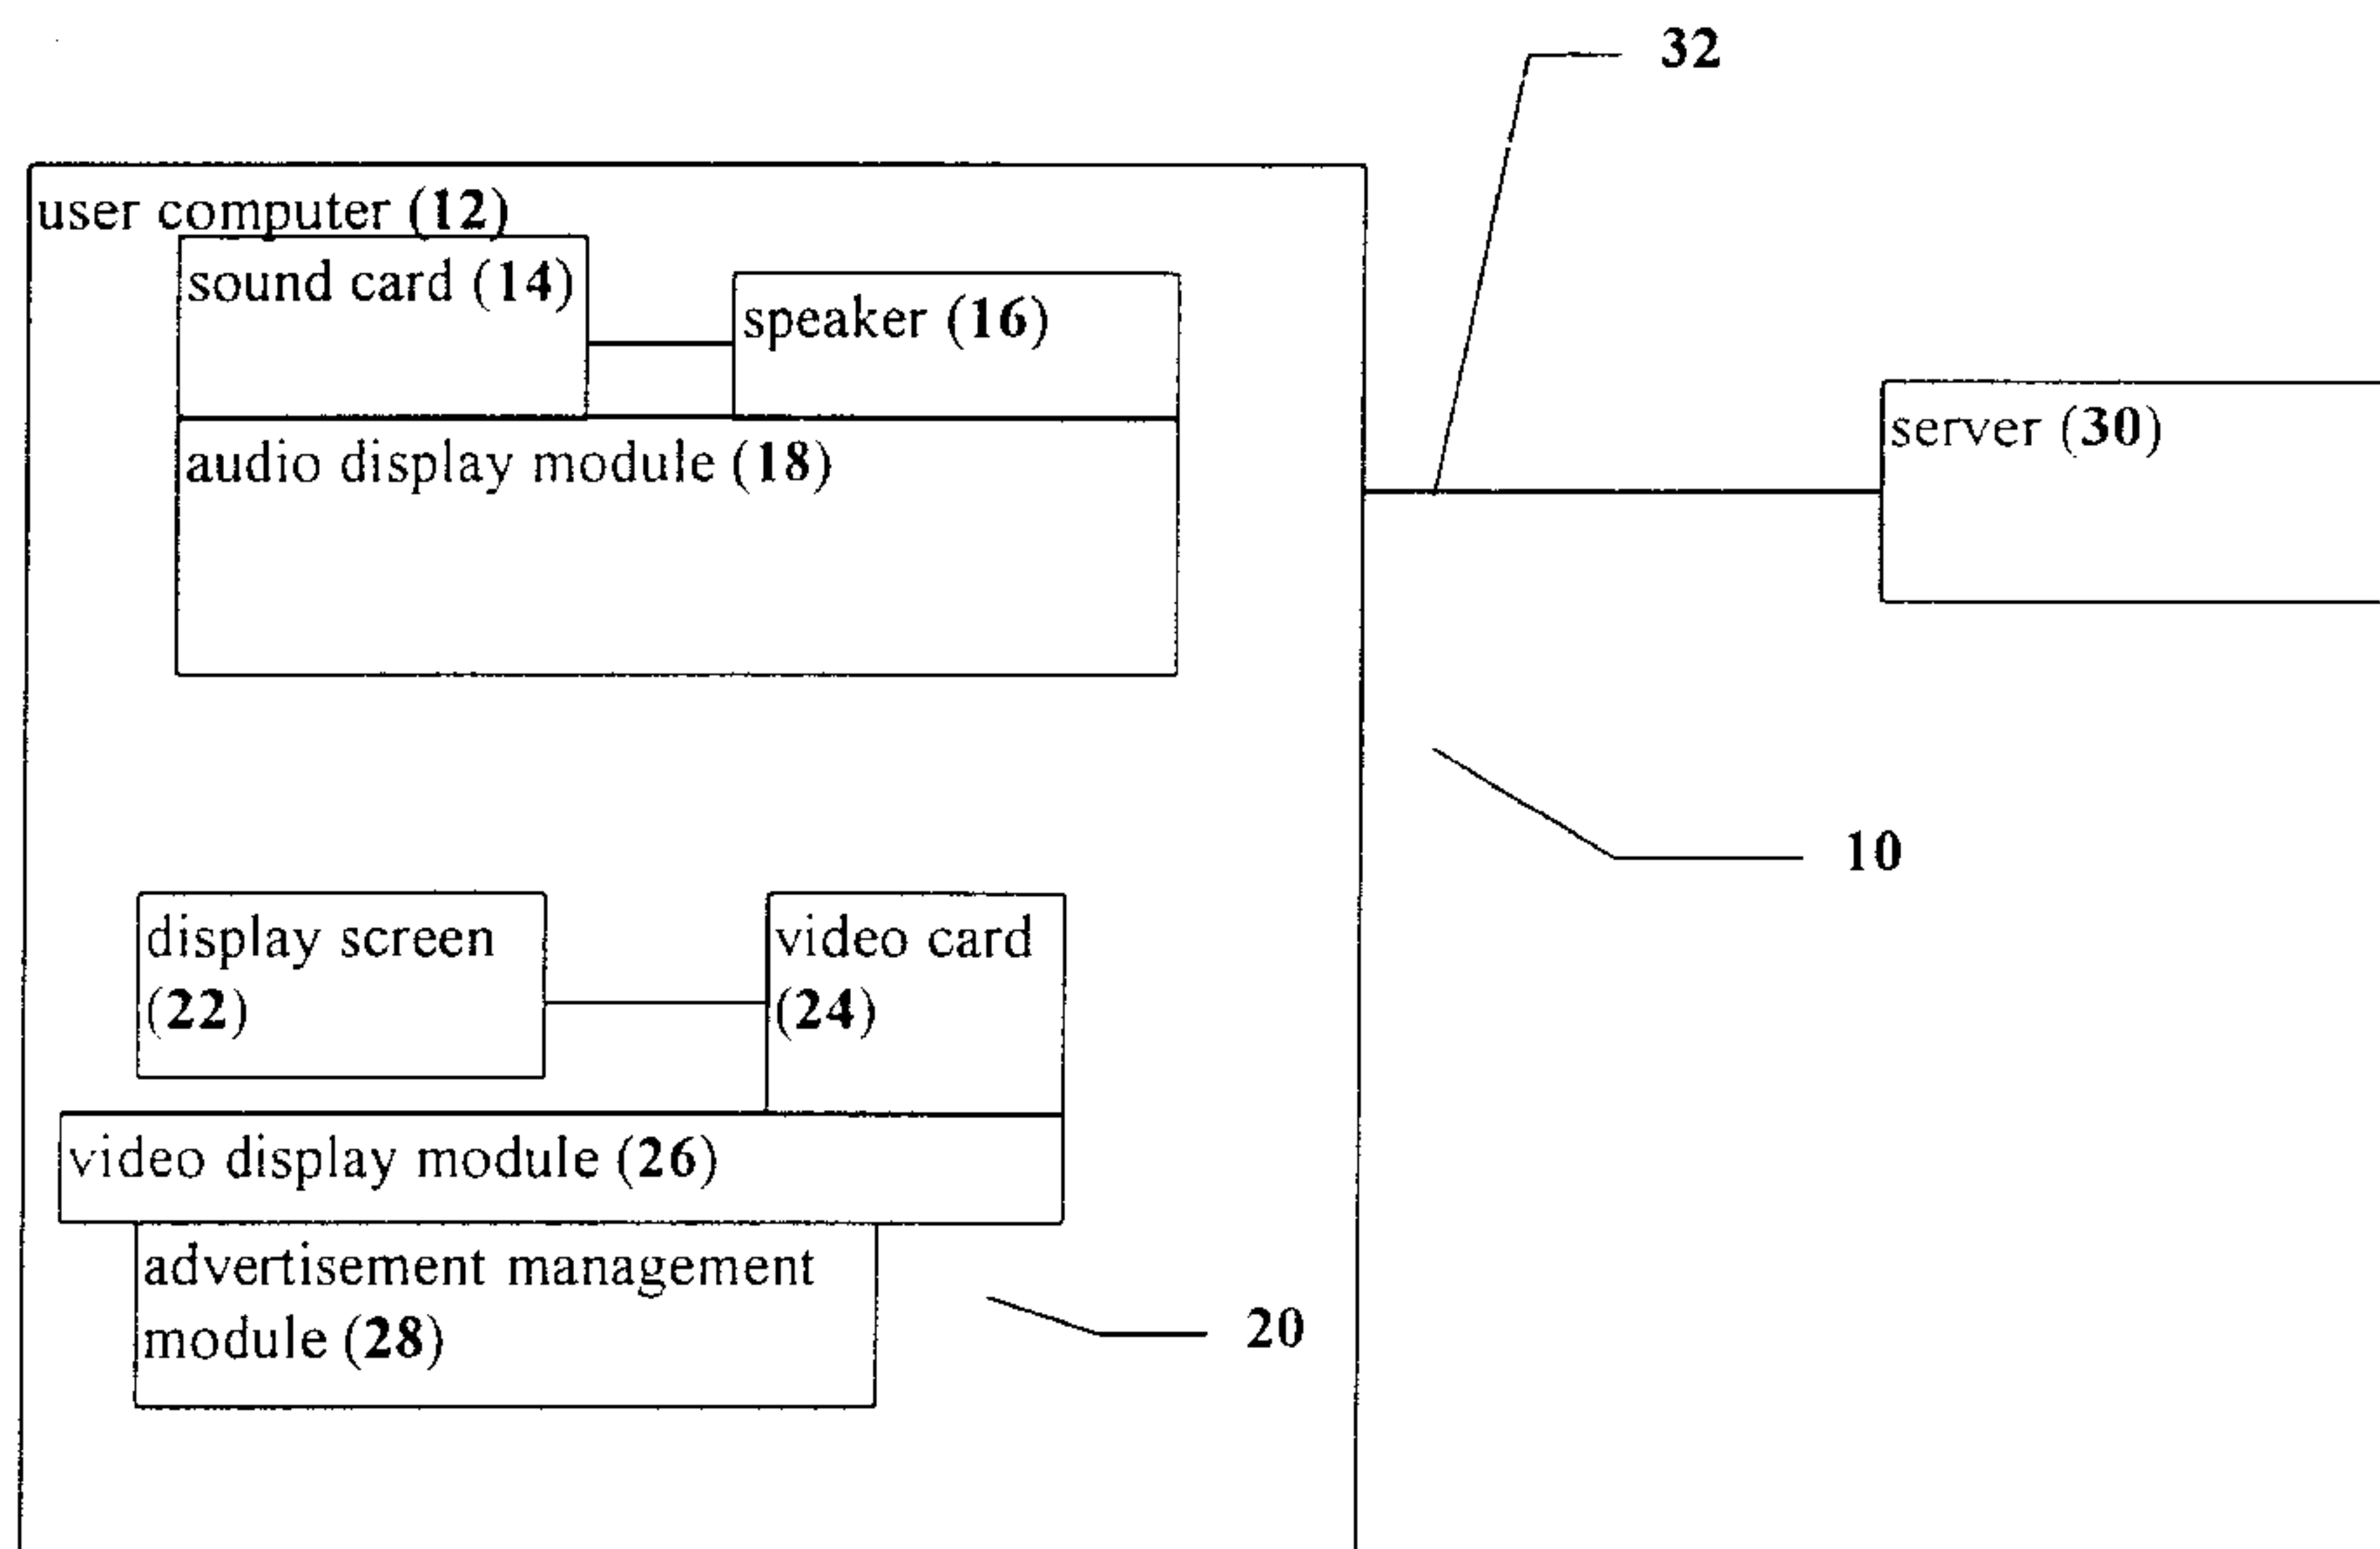 32
user computer (12)
sound card (14)
speaker (16)
audio display module (18)
server (30)
10
display screen
(22)
video card
(24)
video display module (26)
advertisement management
module (28)
20